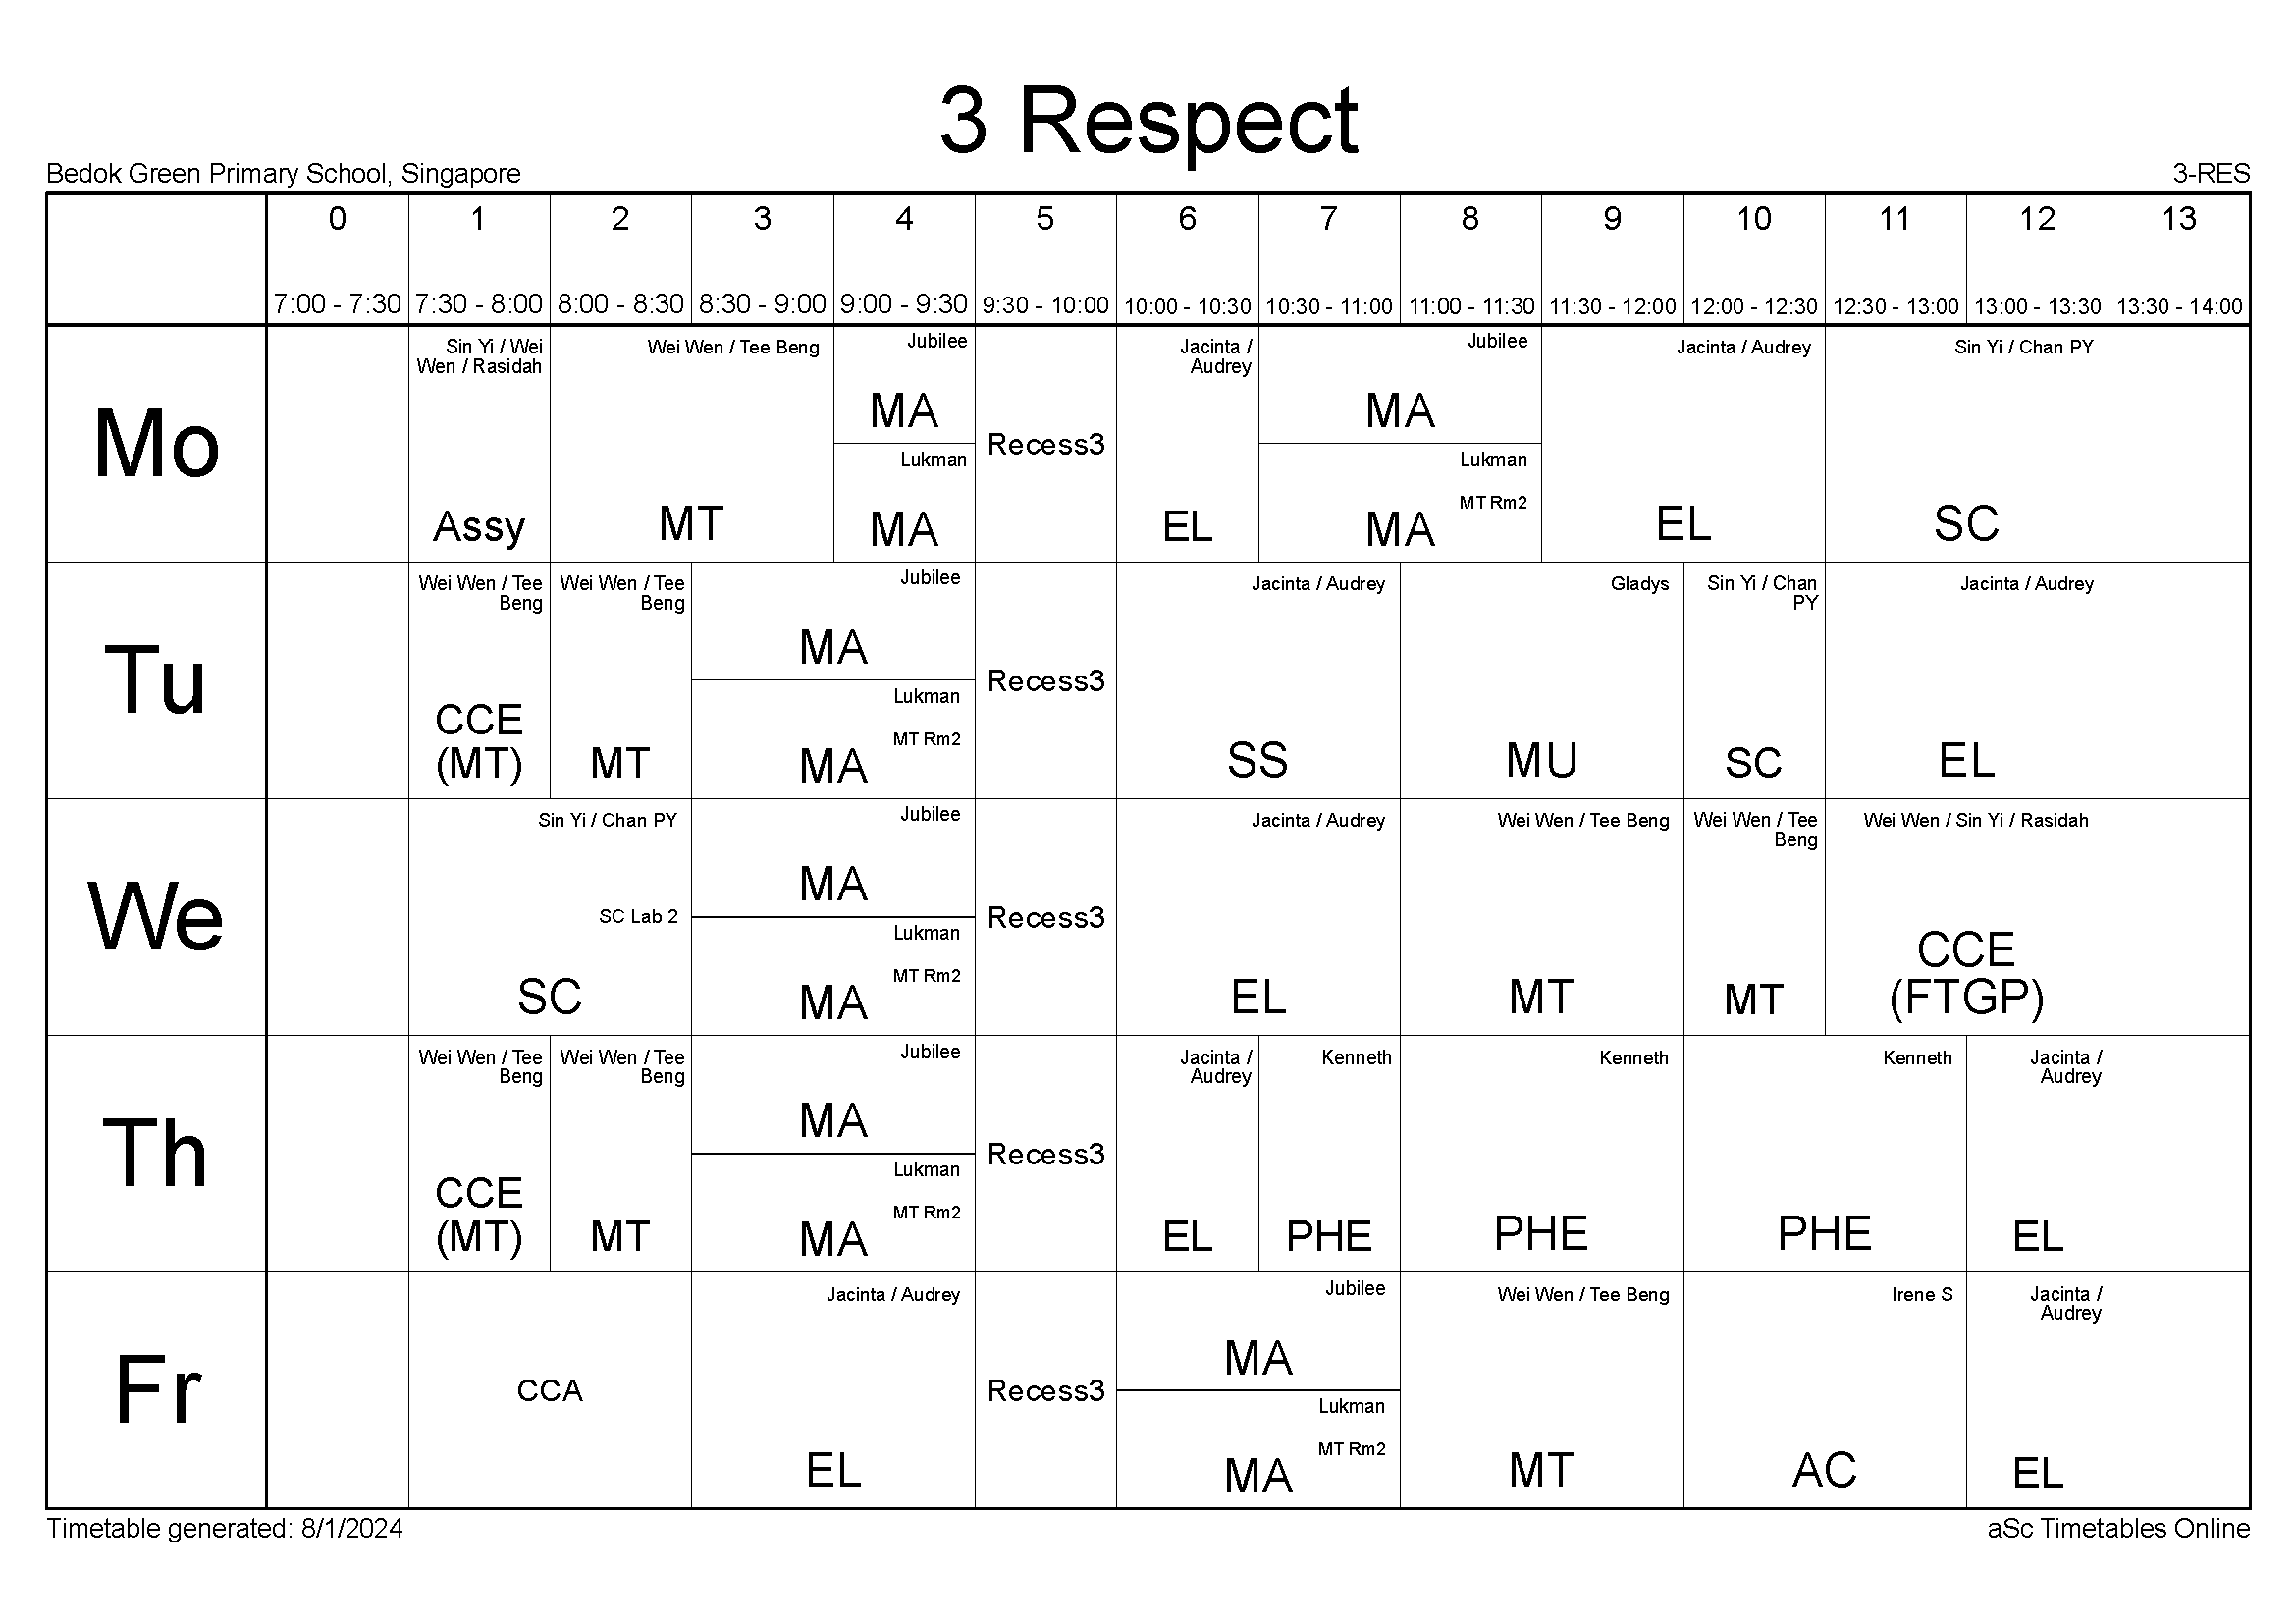 3 Respect
Bedok Green Primary School, Singapore
3-RES
0 1 2 3 4 5 6 7 8 9 10 11 12 13
7:00 - 7:30 7:30 - 8:00 8:00 - 8:30 8:30 - 9:00 9:00 - 9:30 9:30 - 10:00 10:00 - 10:30 10:30 - 11:00 11:00 - 11:30 11:30 - 12:00 12:00 - 12:30 12:30 - 13:00 13:00 - 13:30 13:30 - 14:00
Mo
Sin Yi / Wei
Wen / Rasidah
Assy
Wei Wen / Tee Beng
MT
Jubilee
MA
Lukman
MA
Recess3
Jacinta /
Audrey
EL
Jubilee
MA
Lukman
MT Rm2
MA
Jacinta / Audrey
EL
Sin Yi / Chan PY
SC
Tu
Wei Wen / Tee
Beng
CCE
(MT)
Wei Wen / Tee
Beng
MT
Jubilee
MA
Lukman
MT Rm2
MA
Recess3
Jacinta / Audrey
SS
Gladys
MU
Sin Yi / Chan
PY
SC
Jacinta / Audrey
EL
We
Sin Yi / Chan PY
SC Lab 2
SC
Jubilee
MA
Lukman
MT Rm2
MA
Recess3
Jacinta / Audrey
EL
Wei Wen / Tee Beng
MT
Wei Wen / Tee
Beng
MT
Wei Wen / Sin Yi / Rasidah
CCE
(FTGP)
Th
Wei Wen / Tee
Beng
CCE
(MT)
Wei Wen / Tee
Beng
MT
Jubilee
MA
Lukman
MT Rm2
MA
Recess3
Jacinta /
Audrey
EL
Kenneth
PHE
Kenneth
PHE
Kenneth
PHE
Jacinta /
Audrey
EL
Fr
CCA
Jacinta / Audrey
EL
Recess3
Jubilee
MA
Lukman
MT Rm2
MA
Wei Wen / Tee Beng
MT
Irene S
AC
Jacinta /
Audrey
EL
Timetable generated: 8/1/2024
aSc Timetables Online